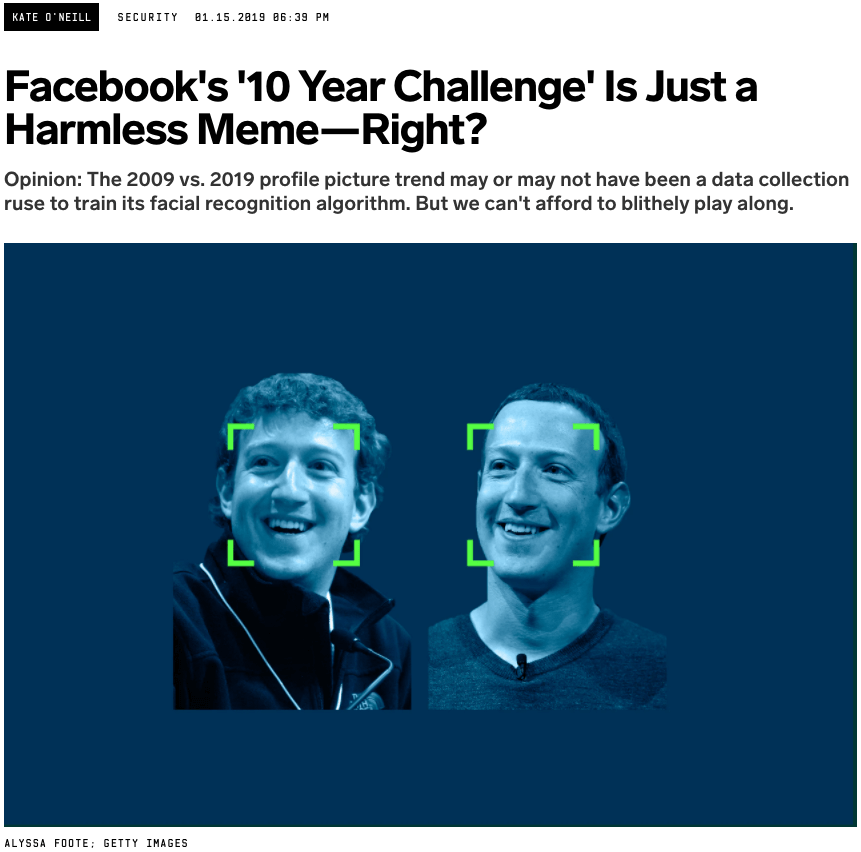 KATE O'NEILL SECURITY 01.15.2019 06:39 PM
Facebook's '10 Year Challenge' Is Just a
Harmless Meme—Right?
Opinion: The 2009 vs. 2019 profile picture trend may or may not have been a data collection
ruse to train its facial recognition algorithm. But we can't afford to blithely play along.
ALYSSA FOOTE; GETTY IMAGES